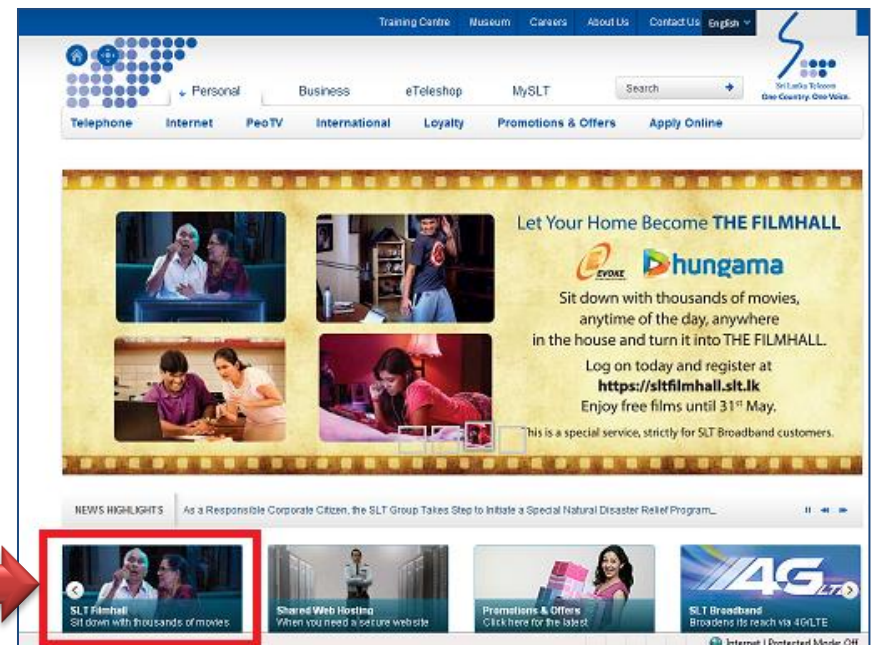 Training Centre Museum Careers About Us Contact Us English
Personal Business eTeleshop MySLT Search
Sri Lanka Telecom
One Country. One Voice.
Telephone Internet PeoTV International Loyalty Promotions & Offers Apply Online
Let Your Home Become THE FILMHALL
EVOKE hungama
Sit down with thousands of movies,
anytime of the day, anywhere
in the house and turn it into THE FILMHALL.
Log on today and register at
https://sltfilmhall.slt.lk
Enjoy free films until 31st May.
This is a special service, strictly for SLT Broadband customers.
NEWS HIGHLIGHTS As a Responsible Corporate Citizen, the SLT Group Takes Step to Initiate a Special Natural Disaster Relief Program...
SLT Filmhall
Sit down with thousands of movies
Shared Web Hosting
When you need a secure website
Promotions & Offers
Click here for the latest
4G LTE
SLT Broadband
Broadens its reach via 4G/LTE
Internet | Protected Mode: Off